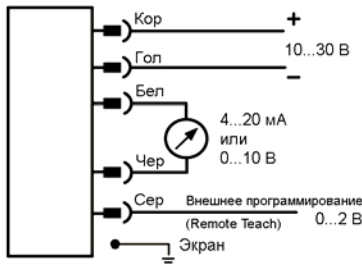 Кор
+
10...30 В
Гол
–
Бел
4...20 мА
или
0...10 В
Чер
Сер
Внешнее программирование
(Remote Teach)
0...2 В
Экран